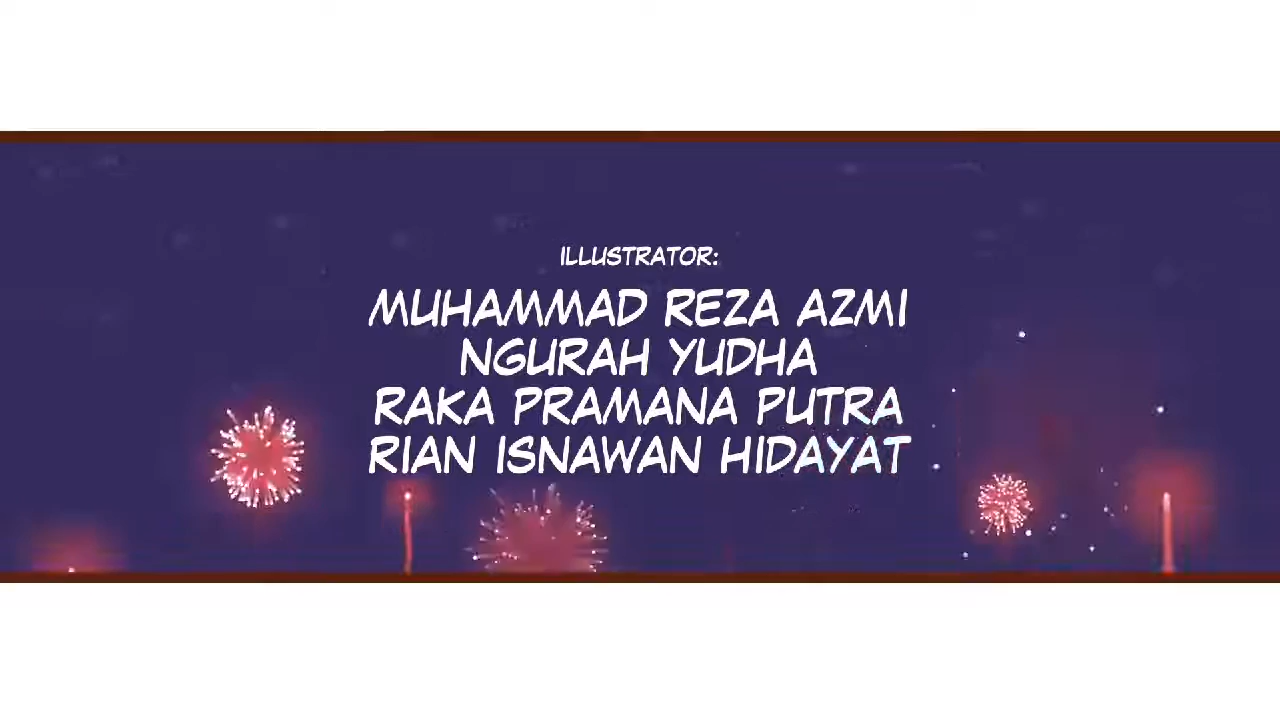 ILLUSTRATOR:
MUHAMMAD REZA AZMI
NGURAH YUDHA
RAKA PRAMANA PUTRA
RIAN ISNAWAN HIDAYAT